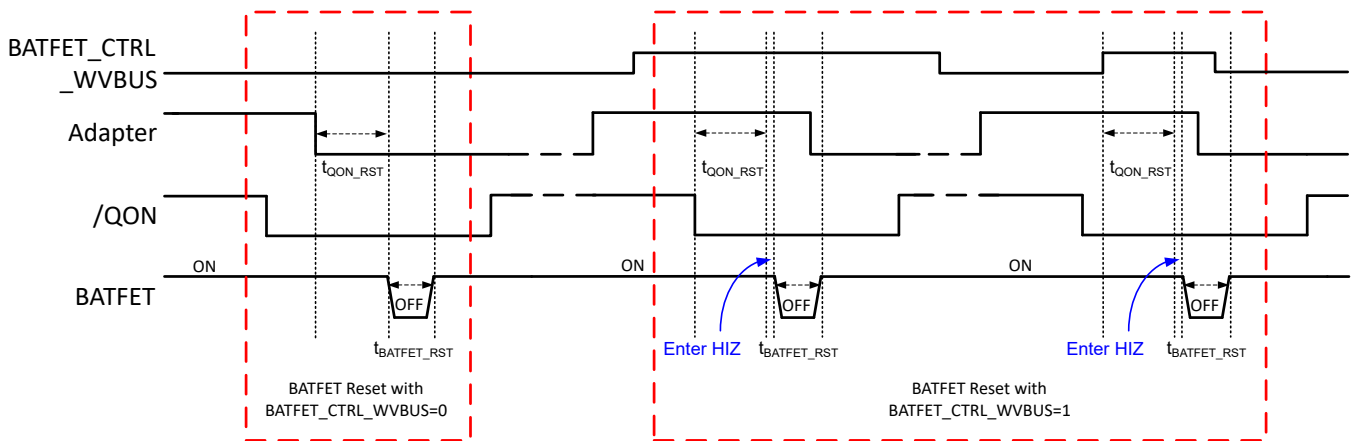 BATFET_CTRL
_WVBUS
Adapter
tQON_RST tQON_RST tQON_RST
/QON
ON ON ON
BATFET
OFF OFF OFF
Enter HIZ Enter HIZ
tBATFET_RST tBATFET_RST tBATFET_RST
BATFET Reset with
BATFET_CTRL_WVBUS=0
BATFET Reset with
BATFET_CTRL_WVBUS=1